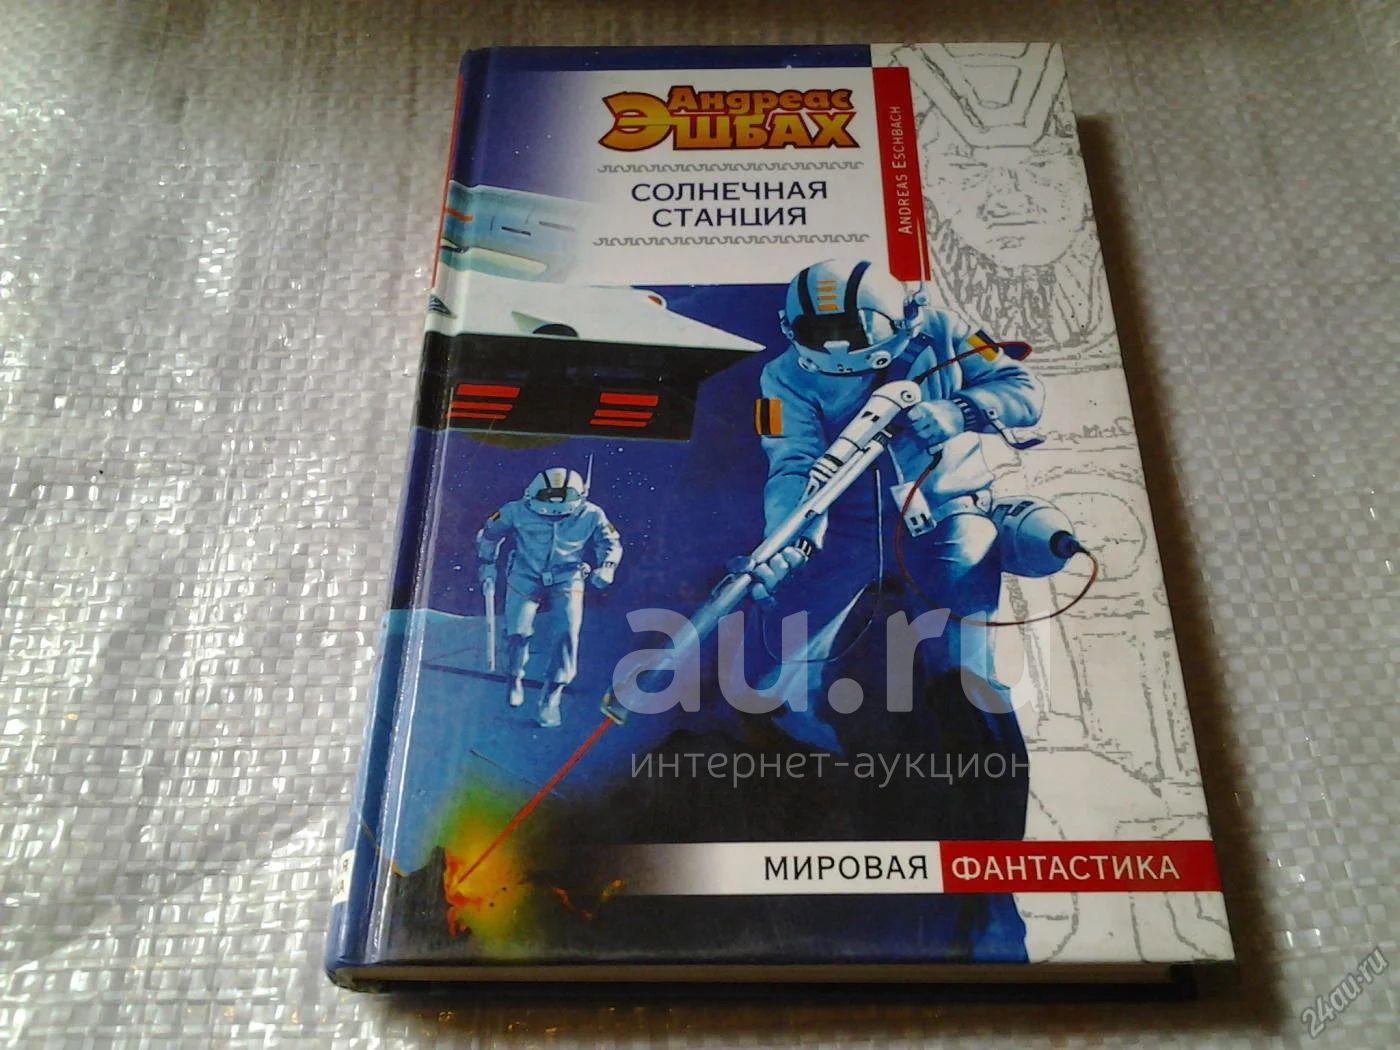 Андреас
ЭШБАХ
СОЛНЕЧНАЯ
СТАНЦИЯ
ANDREAS ESCHBACH
au.ru
интернет-аукцион
МИРОВАЯ ФАНТАСТИКА
24au.ru